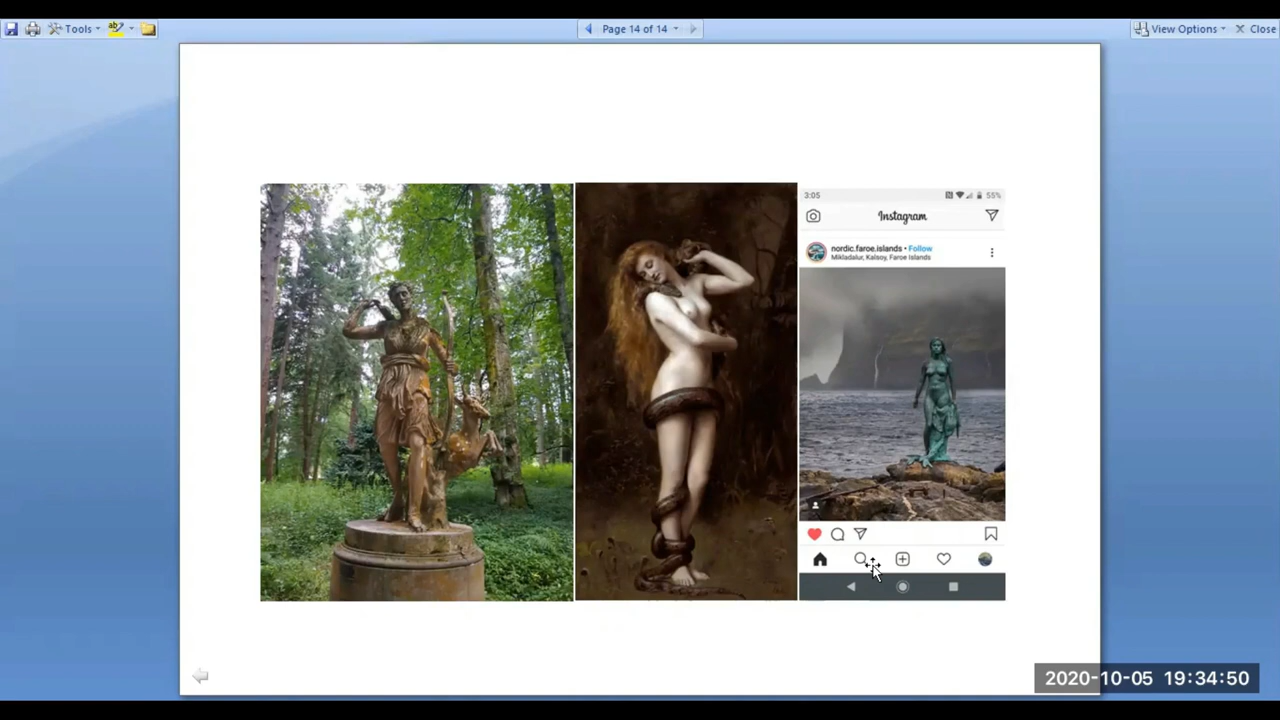 Tools
Page 14 of 14
View Options
Close
3:05
55%
Instagram
nordic.faroe.islands • Follow
Mikladalur, Kalsoy, Faroe Islands
2020-10-05 19:34:50